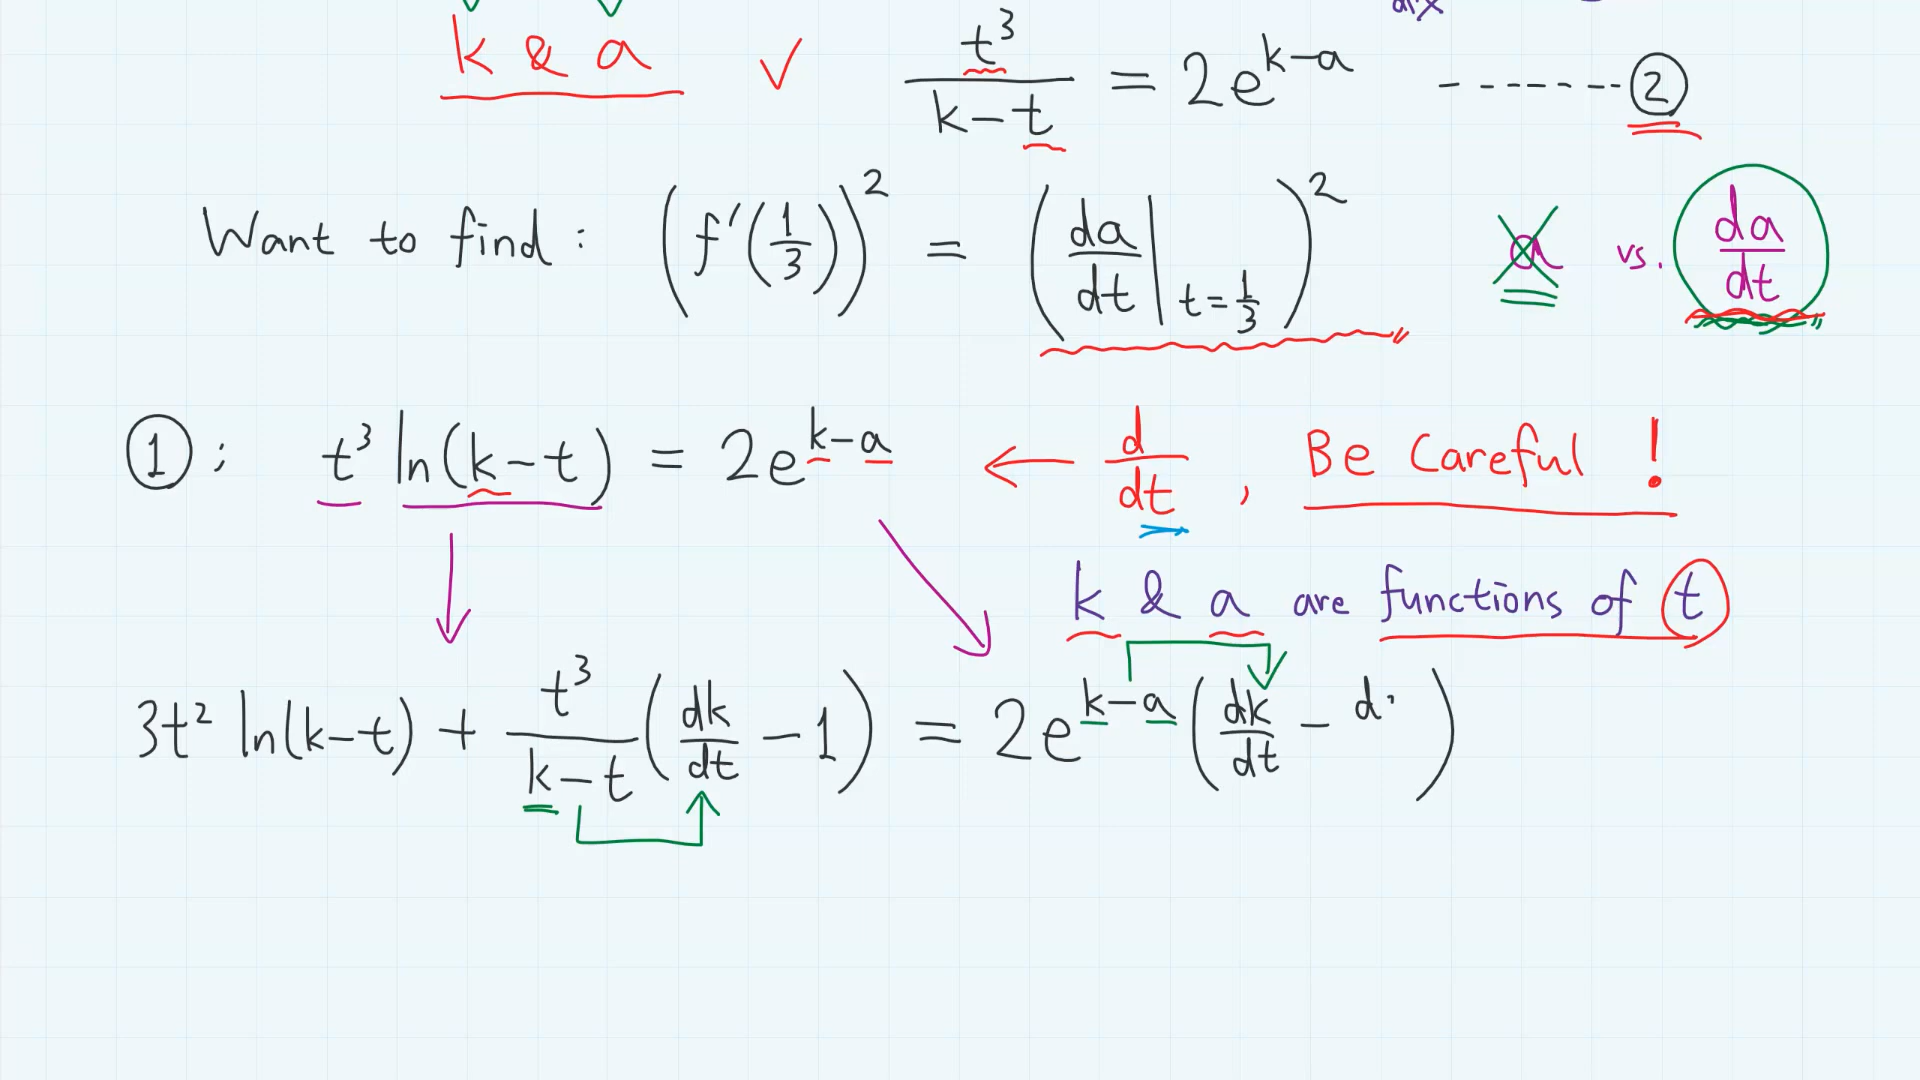 k & a ✓ t³/(k−t) = 2e^(k−a) ------- ②
Want to find : (f′(1/3))² = (da/dt | t=1/3)² a vs. da/dt
① ; t³ ln(k−t) = 2e^(k−a) ← d/dt , Be Careful !
k & a are functions of t
3t² ln(k−t) + t³/(k−t) (dk/dt − 1) = 2e^(k−a) (dk/dt − d )